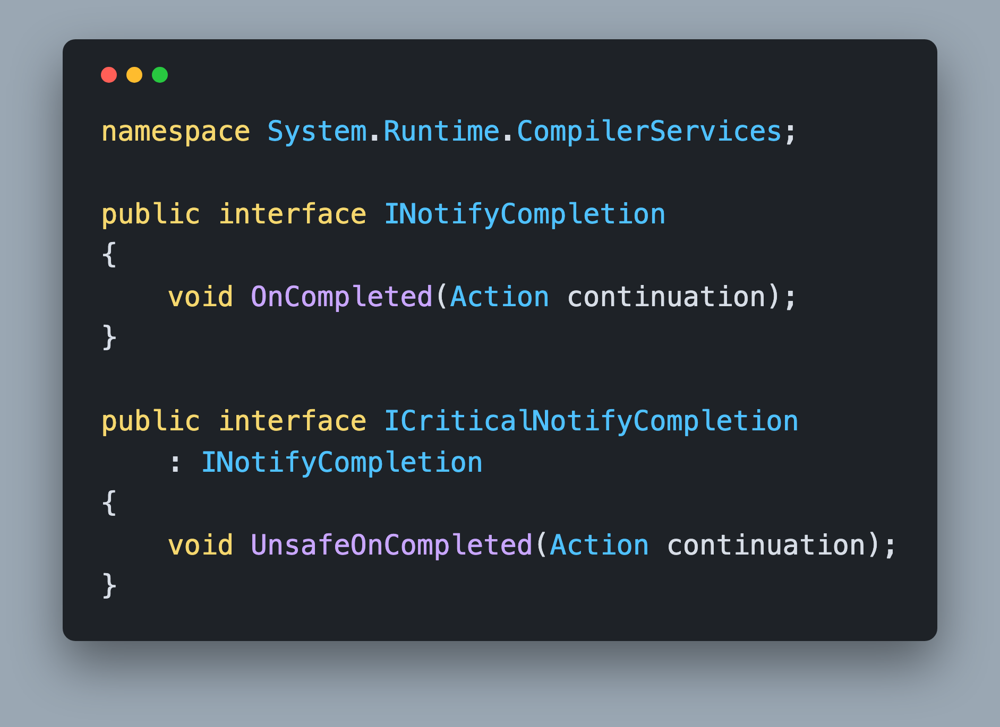 namespace System.Runtime.CompilerServices;

public interface INotifyCompletion
{
    void OnCompleted(Action continuation);
}

public interface ICriticalNotifyCompletion
    : INotifyCompletion
{
    void UnsafeOnCompleted(Action continuation);
}